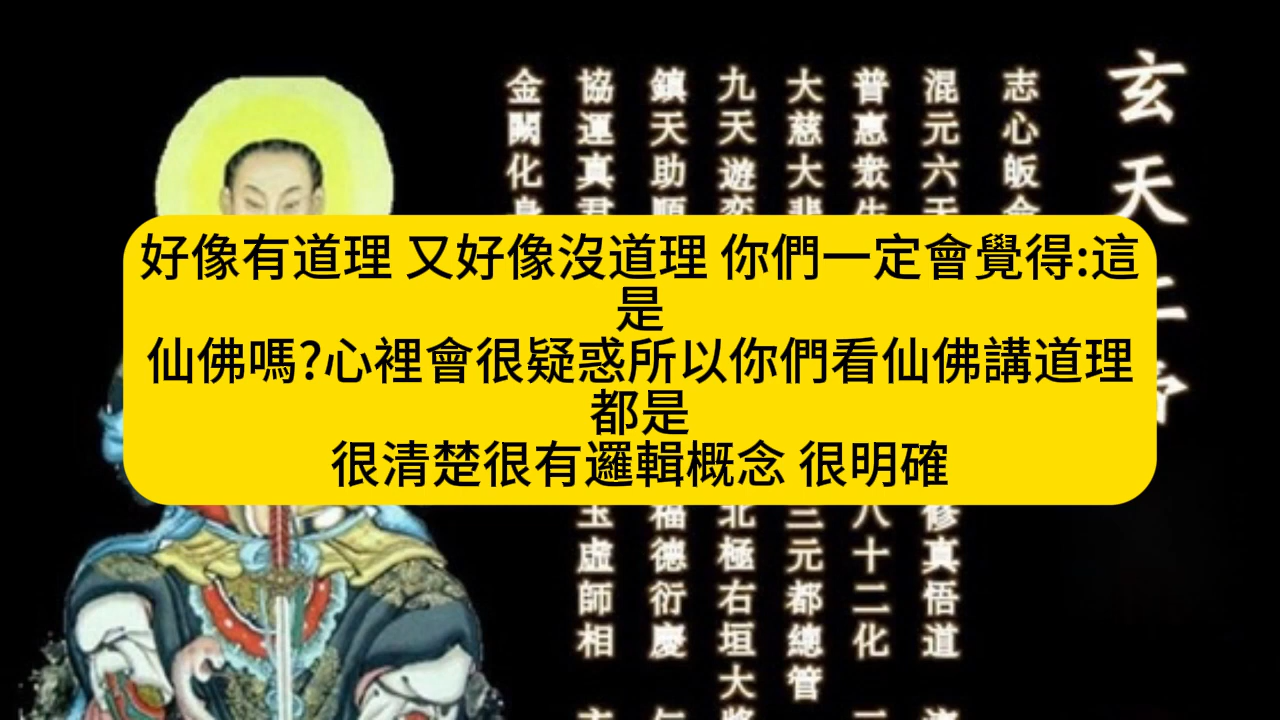 玄天
志心皈命
混元六天
修真悟道
普惠眾生
八十二化
大慈大悲
三元都總管
九天遊奕
北極右垣大將
鎮天助順
福德衍慶
協運真君
玉虛師相
金闕化身
好像有道理 又好像沒道理 你們一定會覺得:這
是
仙佛嗎?心裡會很疑惑所以你們看仙佛講道理
都是
很清楚很有邏輯概念 很明確